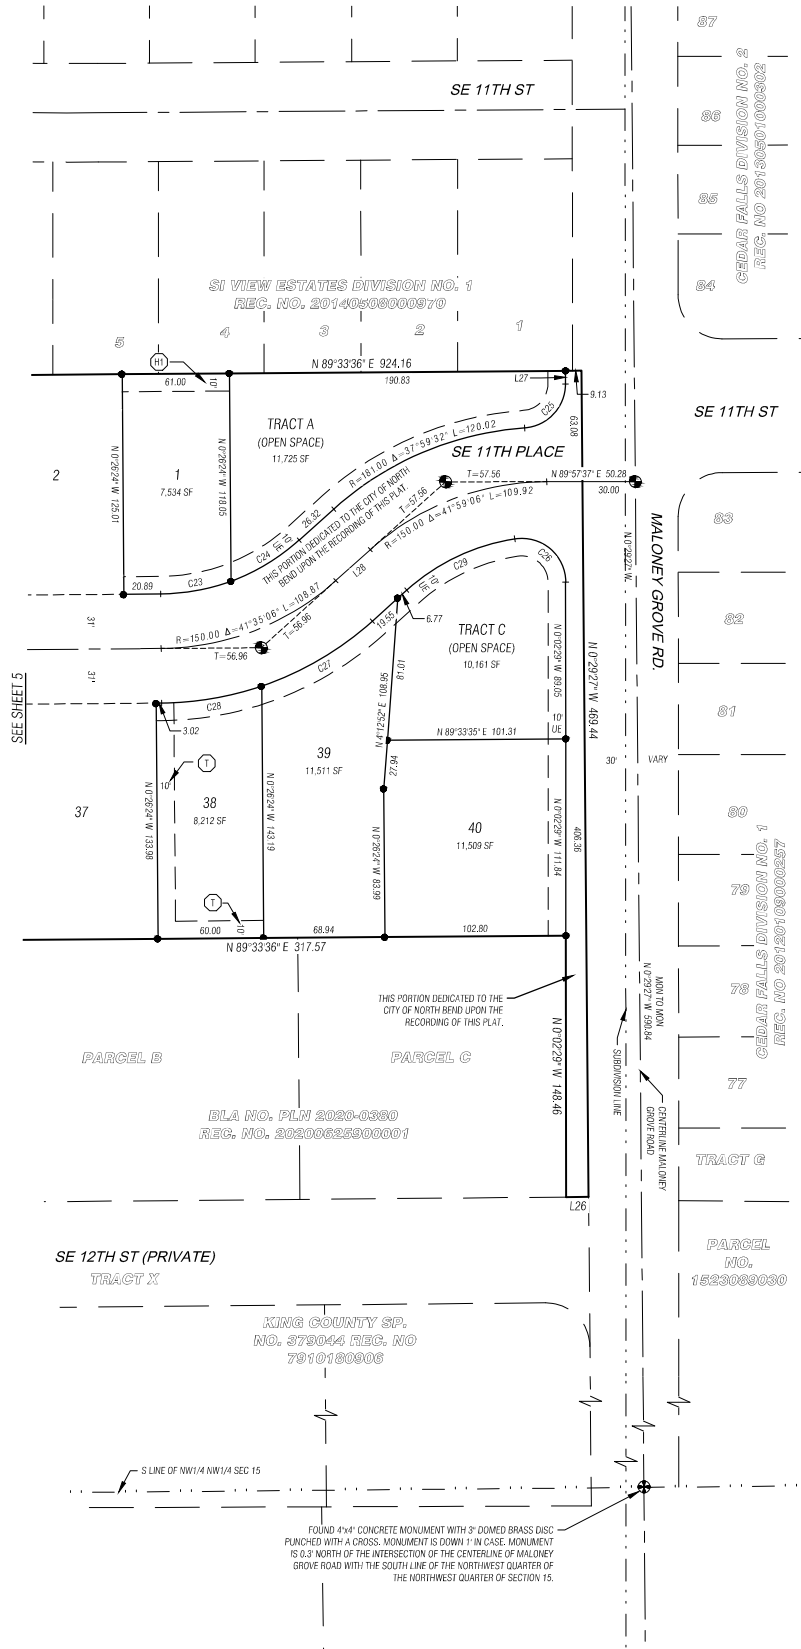 87
SE 11TH ST
86
CEDAR FALLS DIVISION NO. 2
REC. NO 20130501000302
85
84
SI VIEW ESTATES DIVISION NO. 1
REC. NO. 20140508000970
5
4
3
2
1
H1
N 89°33'36" E 924.16
61.00
10'
190.83
L27
9.13
C25
63.08
SE 11TH ST
TRACT A
(OPEN SPACE)
11,725 SF
R=181.00 Δ=37°59'32" L=120.02
SE 11TH PLACE
2
1
7,534 SF
N 0°26'24" W 125.01
N 0°26'24" W 118.05
T=57.56
N 89°57'37" E 50.28
30.00
26.32
10'
UE
T=57.56
THIS PORTION DEDICATED TO THE CITY OF NORTH
BEND UPON THE RECORDING OF THIS PLAT.
R=150.00 Δ=41°59'06" L=109.92
83
MALONEY GROVE RD.
N 0°29'27" W
C24
C23
20.89
L28
10'
UE
C29
C26
31'
R=150.00 Δ=41°35'06" L=108.87
T=56.96
T=56.96
19.55
6.77
82
TRACT C
(OPEN SPACE)
10,161 SF
31'
C27
C28
SEE SHEET 5
3.02
N 4°12'52" E 108.95
81.01
N 0°02'29" W 89.05
N 0°29'27" W 469.44
81
10'
UE
N 89°33'35" E 101.31
27.94
30'
VARY
39
11,511 SF
T
10'
37
38
8,212 SF
N 0°26'24" W 133.98
N 0°26'24" W 143.19
N 0°26'24" W 83.99
40
11,509 SF
N 0°02'29" W 111.84
406.36
80
79
CEDAR FALLS DIVISION NO. 1
REC. NO 20120109000257
T
10'
60.00
68.94
102.80
N 89°33'36" E 317.57
78
MON TO MON
N 0°29'27" W 590.84
THIS PORTION DEDICATED TO THE
CITY OF NORTH BEND UPON THE
RECORDING OF THIS PLAT.
N 0°02'29" W 148.46
SUBDIVISION LINE
PARCEL B
PARCEL C
77
CENTERLINE MALONEY
GROVE ROAD
BLA NO. PLN 2020-0380
REC. NO. 20200625900001
TRACT G
L26
SE 12TH ST (PRIVATE)
TRACT X
PARCEL
NO.
1523089030
KING COUNTY SP.
NO. 379044 REC. NO
7910180906
S LINE OF NW1/4 NW1/4 SEC 15
FOUND 4"x4" CONCRETE MONUMENT WITH 3" DOMED BRASS DISC
PUNCHED WITH A CROSS. MONUMENT IS DOWN 1' IN CASE. MONUMENT
IS 0.3' NORTH OF THE INTERSECTION OF THE CENTERLINE OF MALONEY
GROVE ROAD WITH THE SOUTH LINE OF THE NORTHWEST QUARTER OF
THE NORTHWEST QUARTER OF SECTION 15.